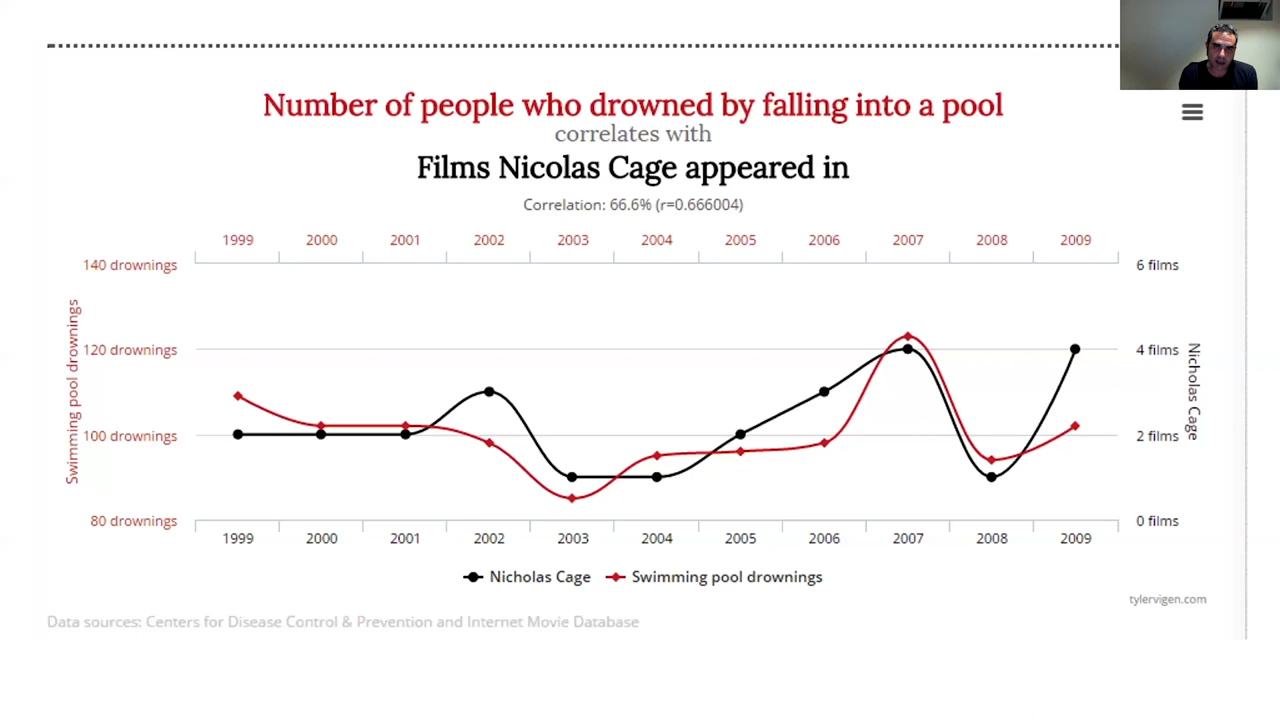 Number of people who drowned by falling into a pool
correlates with
Films Nicolas Cage appeared in
Correlation: 66.6% (r=0.666004)
1999 2000 2001 2002 2003 2004 2005 2006 2007 2008 2009
140 drownings 6 films
120 drownings 4 films
100 drownings 2 films
80 drownings 0 films
Swimming pool drownings
Nicholas Cage
1999 2000 2001 2002 2003 2004 2005 2006 2007 2008 2009
Nicholas Cage Swimming pool drownings
tylervigen.com
Data sources: Centers for Disease Control & Prevention and Internet Movie Database